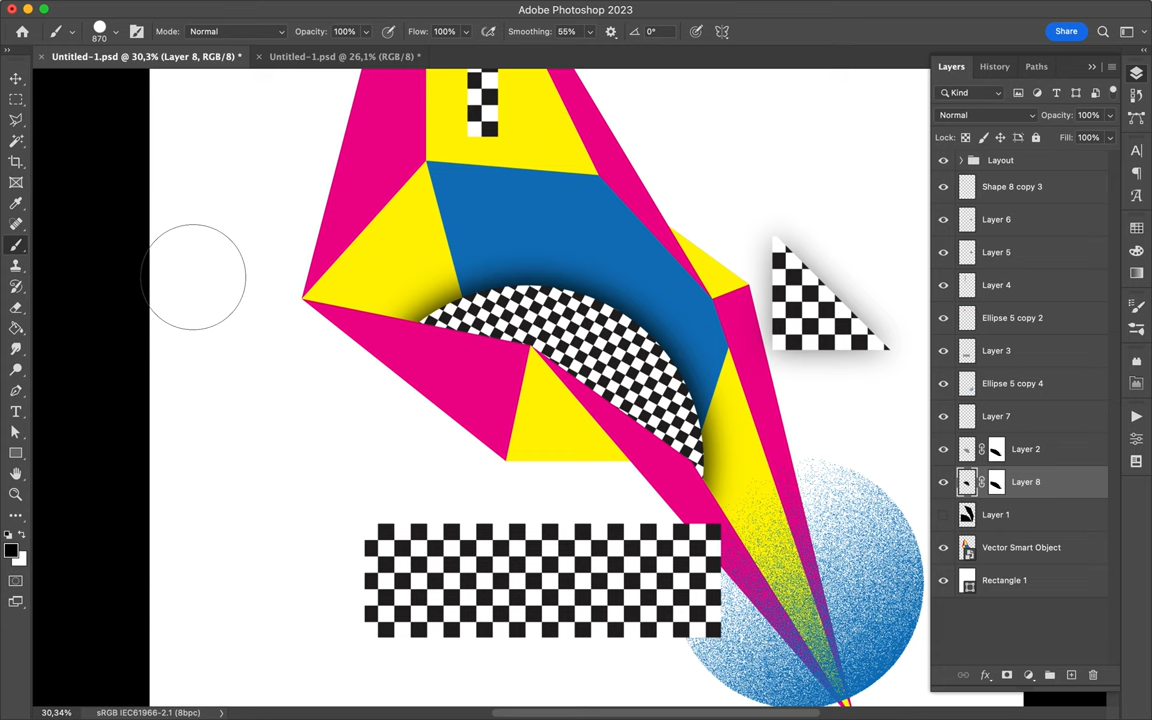 Adobe Photoshop 2023
870
Mode: Normal
Opacity: 100%
Flow: 100%
Smoothing: 55%
0°
Share
× Untitled-1.psd @ 30,3% (Layer 8, RGB/8) *
× Untitled-1.psd @ 26,1% (RGB/8) *
Layers
History
Paths
Kind
Normal
Opacity: 100%
Lock:
Fill: 100%
Layout
Shape 8 copy 3
Layer 6
Layer 5
Layer 4
Ellipse 5 copy 2
Layer 3
Ellipse 5 copy 4
Layer 7
Layer 2
Layer 8
Layer 1
Vector Smart Object
Rectangle 1
fx
30,34%
sRGB IEC61966-2.1 (8bpc)